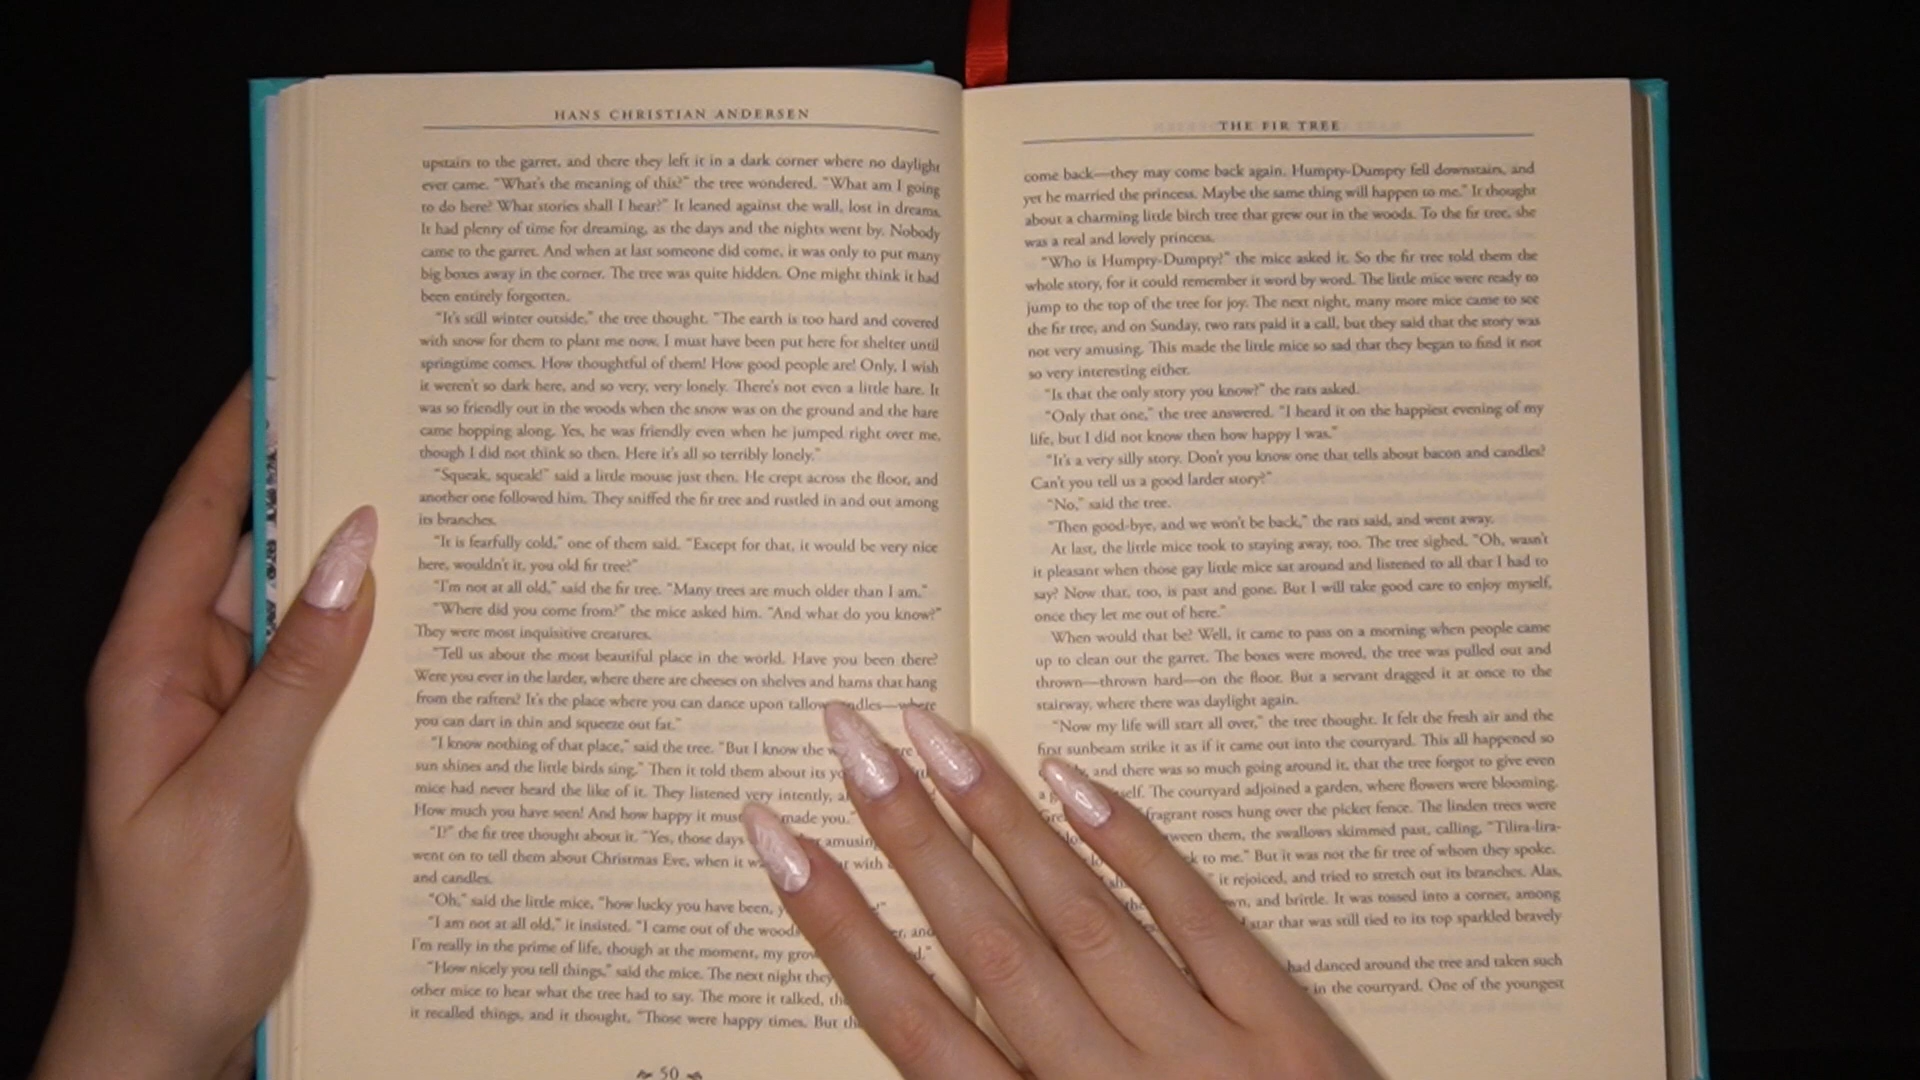 HANS CHRISTIAN ANDERSEN
upstairs to the garret, and there they left it in a dark corner where no daylight
ever came. “What’s the meaning of this?” the tree wondered. “What am I going
to do here? What stories shall I hear?” It leaned against the wall, lost in dreams.
It had plenty of time for dreaming, as the days and the nights went by. Nobody
came to the garret. And when at last someone did come, it was only to put many
big boxes away in the corner. The tree was quite hidden. One might think it had
been entirely forgotten.
“It’s still winter outside,” the tree thought. “The earth is too hard and covered
with snow for them to plant me now. I must have been put here for shelter until
springtime comes. How thoughtful of them! How good people are! Only, I wish
it weren’t so dark here, and so very, very lonely. There’s not even a little hare. It
was so friendly out in the woods when the snow was on the ground and the hare
came hopping along. Yes, he was friendly even when he jumped right over me,
though I did not think so then. Here it’s all so terribly lonely.”
“Squeak, squeak!” said a little mouse just then. He crept across the floor, and
another one followed him. They sniffed the fir tree and rustled in and out among
its branches.
“It is fearfully cold,” one of them said. “Except for that, it would be very nice
here, wouldn’t it, you old fir tree?”
“I’m not at all old,” said the fir tree. “Many trees are much older than I am.”
“Where did you come from?” the mice asked him. “And what do you know?”
They were most inquisitive creatures.
“Tell us about the most beautiful place in the world. Have you been there?
Were you ever in the larder, where there are cheeses on shelves and hams that hang
from the rafters? It’s the place where you can dance upon tallow candles—where
you can dart in thin and squeeze out fat.”
“I know nothing of that place,” said the tree. “But I know the
sun shines and the little birds sing.” Then it told them about its
mice had never heard the like of it. They listened very intently,
How much you have seen! And how happy it must made you.”
“I?” the fir tree thought about it. “Yes, those days amusing
went on to tell them about Christmas Eve, when it with
and candles.
“Oh,” said the little mice, “how lucky you have been,
“I am not at all old,” it insisted. “I came out of the woods and
I’m really in the prime of life, though at the moment, my
“How nicely you tell things,” said the mice. The next night they
other mice to hear what the tree had to say. The more it talked,
it recalled things, and it thought, “Those were happy times. But
50
THE FIR TREE
come back—they may come back again. Humpty-Dumpty fell downstairs, and
yet he married the princess. Maybe the same thing will happen to me.” It thought
about a charming little birch tree that grew out in the woods. To the fir tree, she
was a real and lovely princess.
“Who is Humpty-Dumpty?” the mice asked it. So the fir tree told them the
whole story, for it could remember it word by word. The little mice were ready to
jump to the top of the tree for joy. The next night, many more mice came to see
the fir tree, and on Sunday, two rats paid it a call, but they said that the story was
not very amusing. This made the little mice so sad that they began to find it not
so very interesting either.
“Is that the only story you know?” the rats asked.
“Only that one,” the tree answered. “I heard it on the happiest evening of my
life, but I did not know then how happy I was.”
“It’s a very silly story. Don’t you know one that tells about bacon and candles?
Can’t you tell us a good larder story?”
“No,” said the tree.
“Then good-bye, and we won’t be back,” the rats said, and went away.
At last, the little mice took to staying away, too. The tree sighed, “Oh, wasn’t
it pleasant when those gay little mice sat around and listened to all that I had to
say? Now that, too, is past and gone. But I will take good care to enjoy myself,
once they let me out of here.”
When would that be? Well, it came to pass on a morning when people came
up to clean out the garret. The boxes were moved, the tree was pulled out and
thrown—thrown hard—on the floor. But a servant dragged it at once to the
stairway, where there was daylight again.
“Now my life will start all over,” the tree thought. It felt the fresh air and the
first sunbeam strike it as if it came out into the courtyard. This all happened so
and there was so much going around it, that the tree forgot to give even
a The courtyard adjoined a garden, where flowers were blooming.
fragrant roses hung over the picket fence. The linden trees were
them, the swallows skimmed past, calling, “Tilira-lira-
to me.” But it was not the fir tree of whom they spoke.
it rejoiced, and tried to stretch out its branches. Alas,
and brittle. It was tossed into a corner, among
star that was still tied to its top sparkled bravely
had danced around the tree and taken such
in the courtyard. One of the youngest